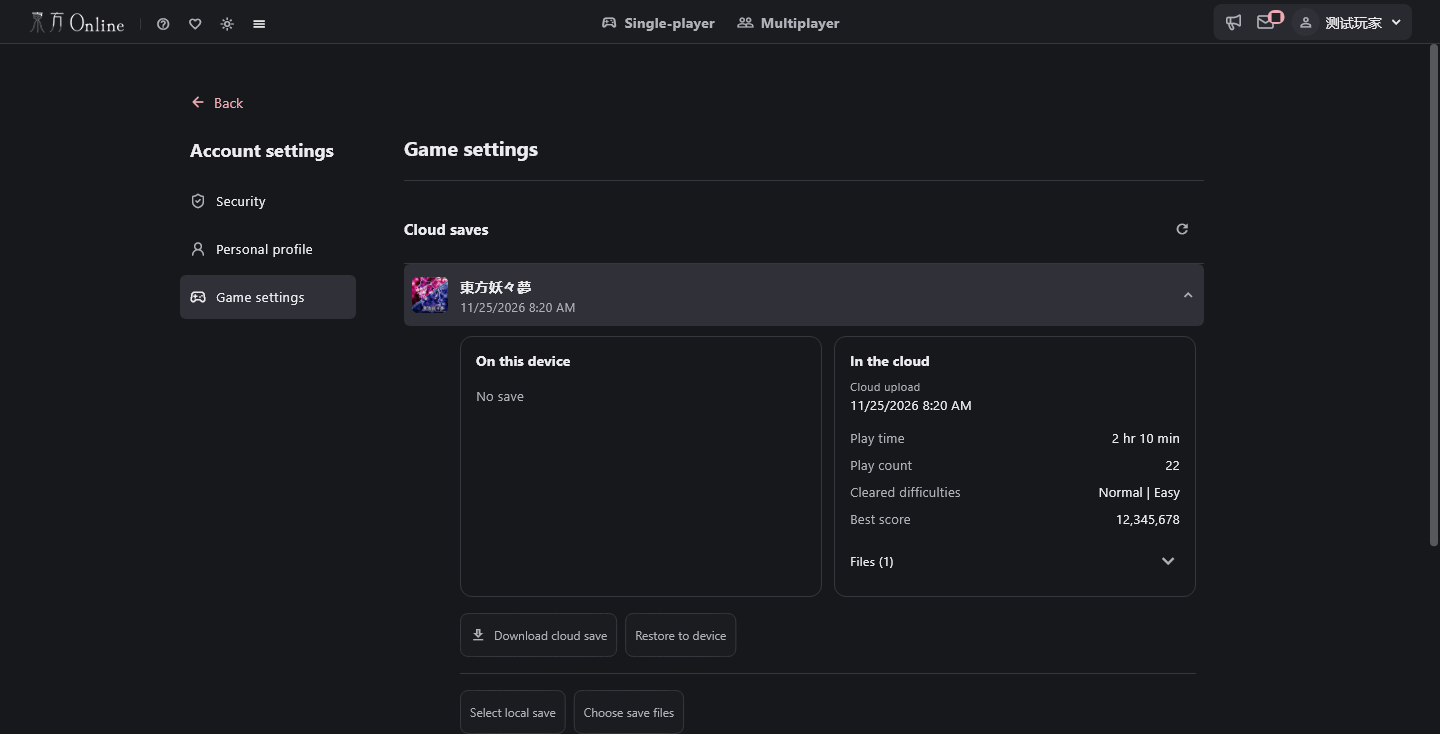 東方Online
Single-player
Multiplayer
测试玩家
Back
Account settings
Security
Personal profile
Game settings
Game settings
Cloud saves
東方妖々夢
11/25/2026 8:20 AM
On this device
No save
In the cloud
Cloud upload
11/25/2026 8:20 AM
Play time 2 hr 10 min
Play count 22
Cleared difficulties Normal | Easy
Best score 12,345,678
Files (1)
Download cloud save
Restore to device
Select local save
Choose save files